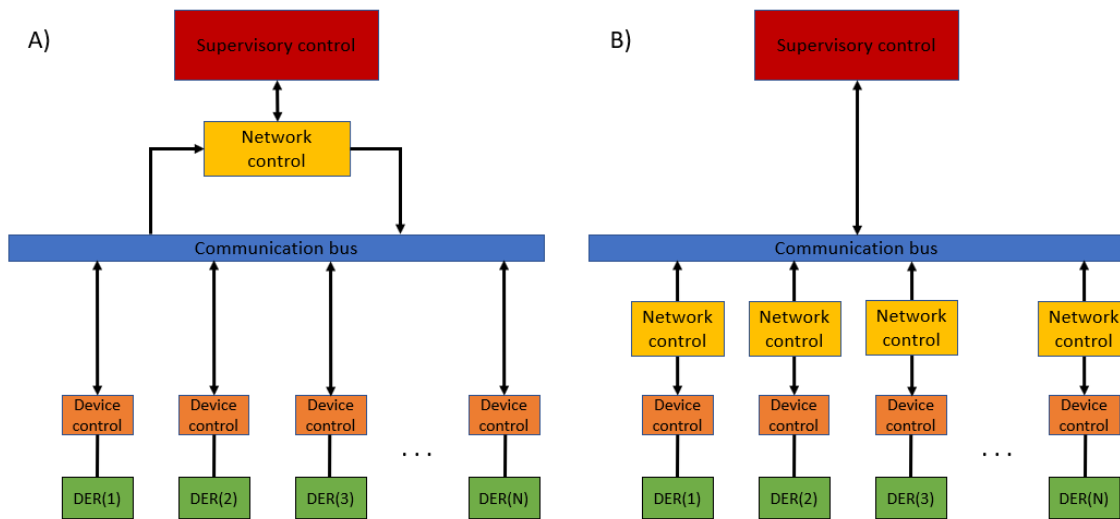 A)
Supervisory control
Network
control
Communication bus
Device
control
Device
control
Device
control
Device
control
. . .
DER(1)
DER(2)
DER(3)
DER(N)
B)
Supervisory control
Communication bus
Network
control
Network
control
Network
control
Network
control
Device
control
Device
control
Device
control
Device
control
. . .
DER(1)
DER(2)
DER(3)
DER(N)